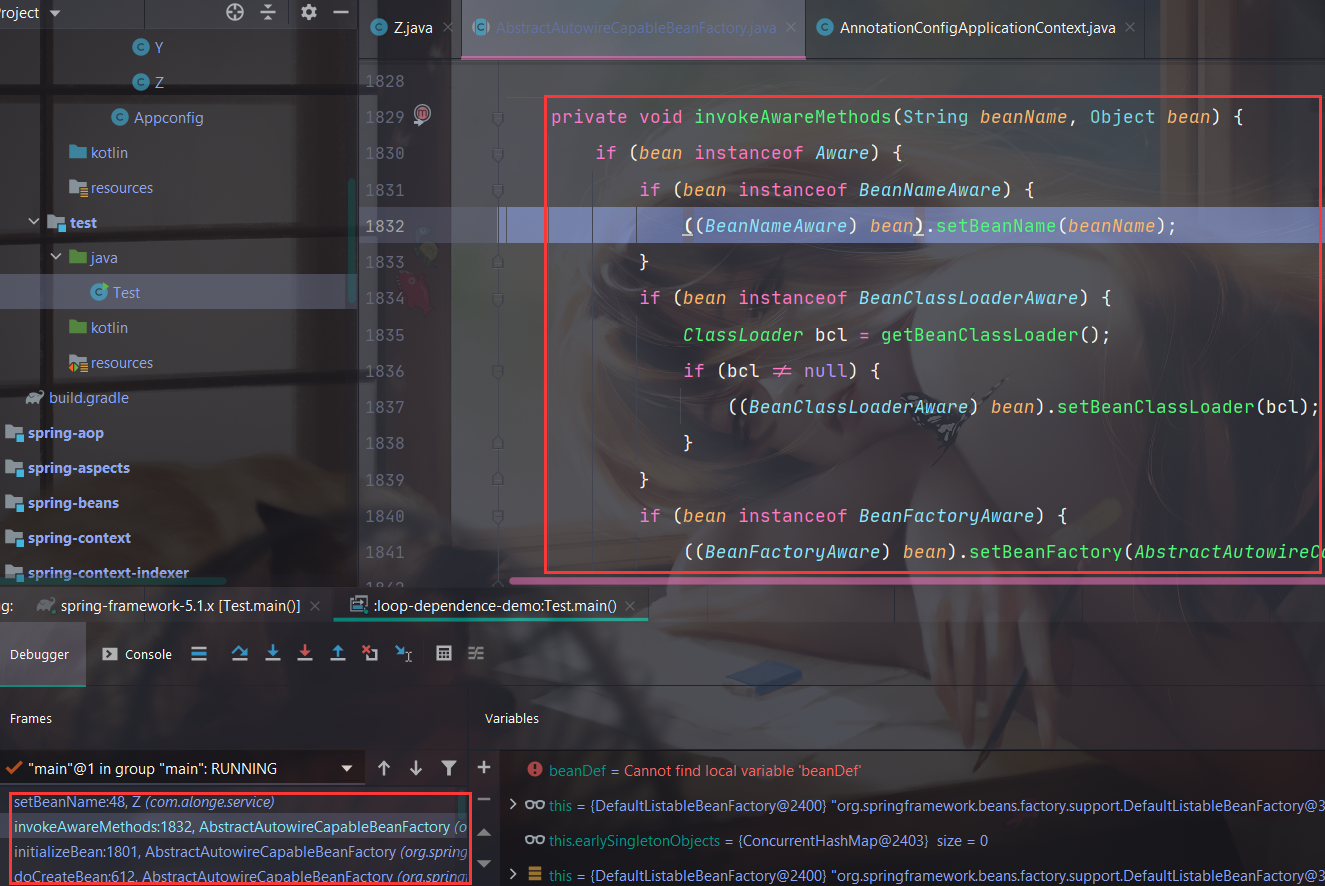 roject
Y
Z
Appconfig
kotlin
resources
test
java
Test
kotlin
resources
build.gradle
spring-aop
spring-aspects
spring-beans
spring-context
spring-context-indexer
Z.java
AbstractAutowireCapableBeanFactory.java
AnnotationConfigApplicationContext.java
1828
1829 private void invokeAwareMethods(String beanName, Object bean) {
1830 if (bean instanceof Aware) {
1831 if (bean instanceof BeanNameAware) {
1832 ((BeanNameAware) bean).setBeanName(beanName);
1833 }
1834 if (bean instanceof BeanClassLoaderAware) {
1835 ClassLoader bcl = getBeanClassLoader();
1836 if (bcl ≠ null) {
1837 ((BeanClassLoaderAware) bean).setBeanClassLoader(bcl);
1838 }
1839 }
1840 if (bean instanceof BeanFactoryAware) {
1841 ((BeanFactoryAware) bean).setBeanFactory(AbstractAutowireCa
g: spring-framework-5.1.x [Test.main()] :loop-dependence-demo:Test.main()
Debugger Console
Frames
Variables
"main"@1 in group "main": RUNNING
setBeanName:48, Z (com.alonge.service)
invokeAwareMethods:1832, AbstractAutowireCapableBeanFactory (o
initializeBean:1801, AbstractAutowireCapableBeanFactory (org.spring
doCreateBean:612, AbstractAutowireCapableBeanFactory (org.spring
beanDef = Cannot find local variable 'beanDef'
this = {DefaultListableBeanFactory@2400} "org.springframework.beans.factory.support.DefaultListableBeanFactory@3
this.earlySingletonObjects = {ConcurrentHashMap@2403} size = 0
this = {DefaultListableBeanFactory@2400} "org.springframework.beans.factory.support.DefaultListableBeanFactory@3